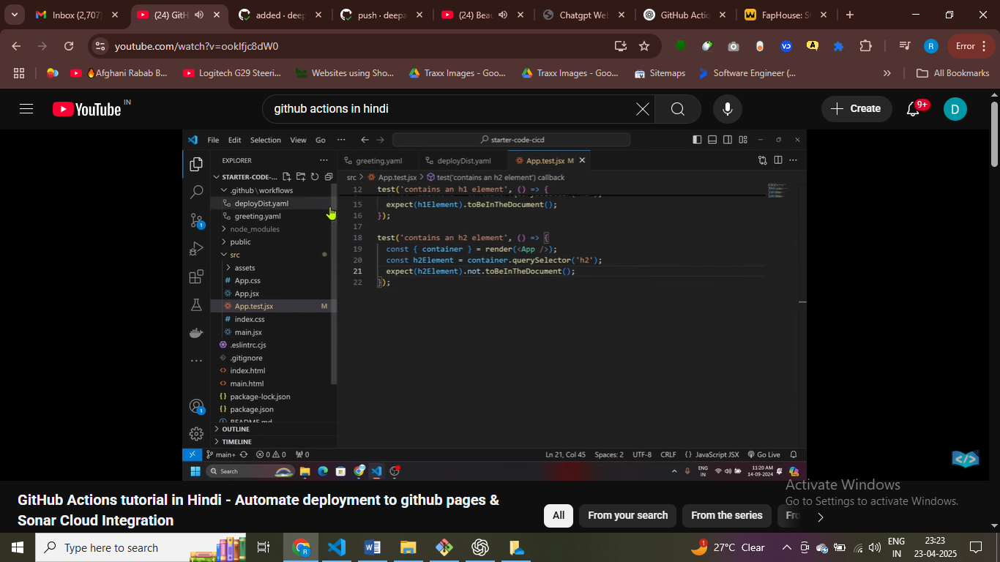 Inbox (2,707)
(24) GitH
added · deep
push · deepa
(24) Bea
Chatgpt We
GitHub Actio
FapHouse: S
youtube.com/watch?v=ooklfjc8dW0
Error
🔥Afghani Rabab B...
Logitech G29 Steeri...
Websites using Sho...
Traxx Images - Goo...
Traxx Images - Goo...
Sitemaps
Software Engineer (...
All Bookmarks
YouTube IN
github actions in hindi
Create
9+
D
File Edit Selection View Go
starter-code-cicd
EXPLORER
greeting.yaml
deployDist.yaml
App.test.jsx M
STARTER-CODE-...
src > App.test.jsx > test('contains an h2 element') callback
.github\workflows
12 test('contains an h1 element', () => {
deployDist.yaml
15 expect(h1Element).toBeInTheDocument();
greeting.yaml
16 });
node_modules
17
public
18 test('contains an h2 element', () => {
src
19 const { container } = render(<App />);
20 const h2Element = container.querySelector('h2');
assets
21 expect(h2Element).not.toBeInTheDocument();
App.css
22 });
App.jsx
App.test.jsx M
index.css
main.jsx
.eslintrc.cjs
.gitignore
index.html
main.html
package-lock.json
package.json
README.md
OUTLINE
TIMELINE
main+ 0 0 0 Ln 21, Col 45 Spaces: 2 UTF-8 CRLF {} JavaScript JSX Go Live
Search
ENG IN
11:20 AM
14-09-2024
Activate Windows
Go to Settings to activate Windows.
GitHub Actions tutorial in Hindi - Automate deployment to github pages &
Sonar Cloud Integration
All
From your search
From the series
Fro
Type here to search
27°C Clear
ENG
IN
23:23
23-04-2025